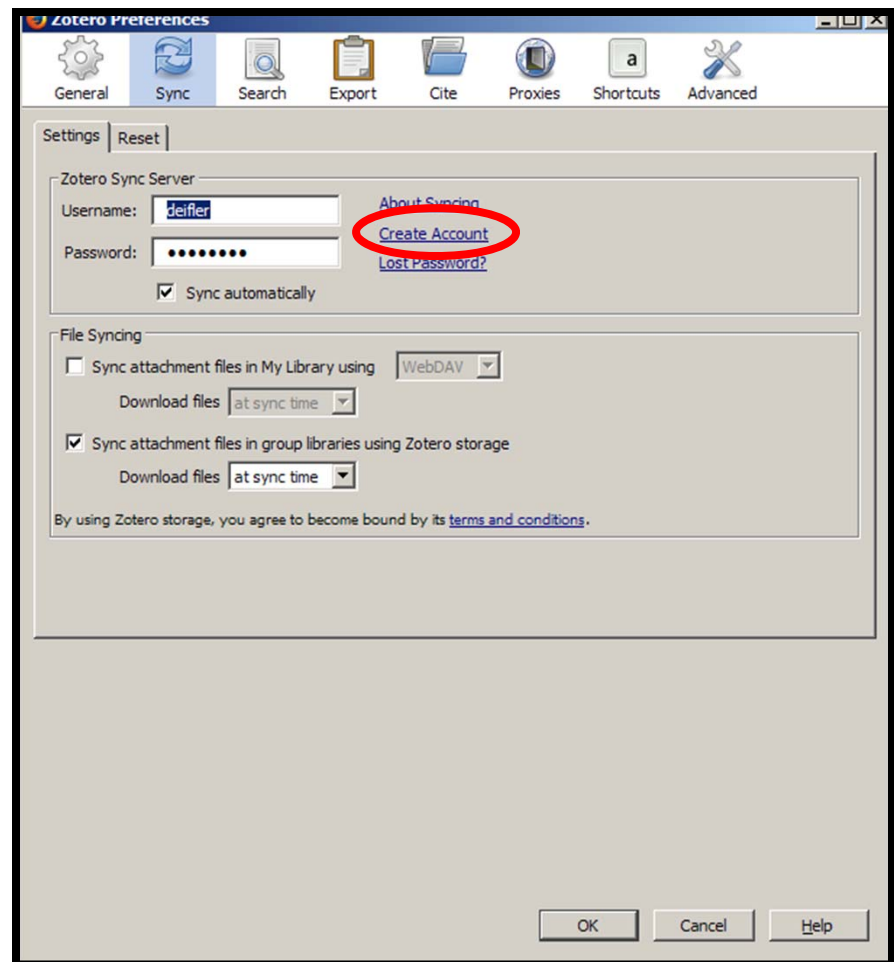 Zotero Preferences
General Sync Search Export Cite Proxies Shortcuts a Advanced
Settings Reset
Zotero Sync Server
Username: deifler About Syncing
Create Account
Password: ••••••••
Lost Password?
Sync automatically
File Syncing
Sync attachment files in My Library using WebDAV
Download files at sync time
Sync attachment files in group libraries using Zotero storage
Download files at sync time
By using Zotero storage, you agree to become bound by its terms and conditions.
OK Cancel Help